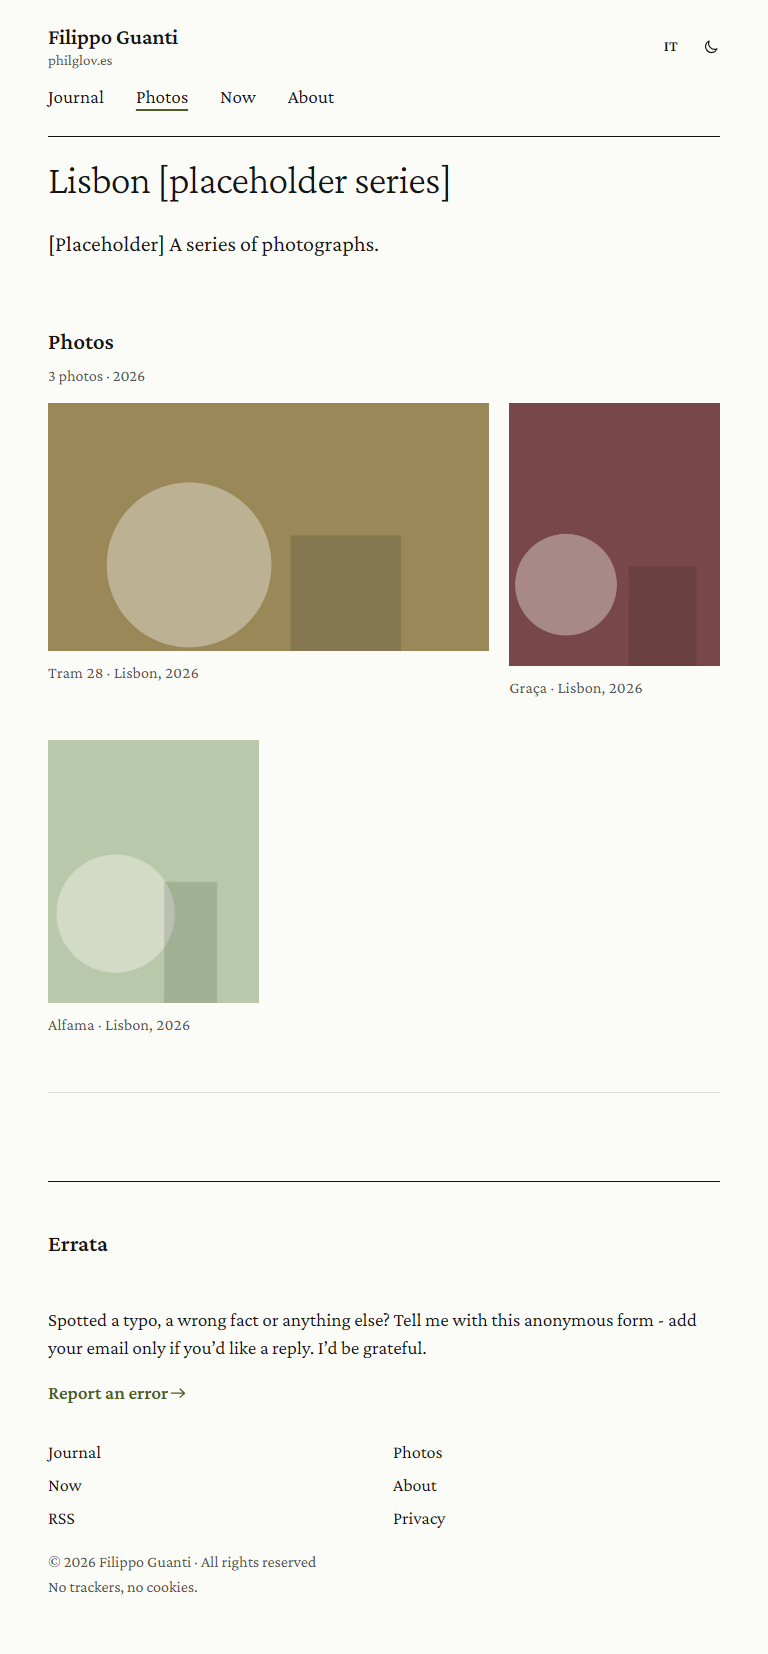 Filippo Guanti
philglov.es
IT
Journal Photos Now About
Lisbon [placeholder series]
[Placeholder] A series of photographs.
Photos
3 photos · 2026
Tram 28 · Lisbon, 2026
Graça · Lisbon, 2026
Alfama · Lisbon, 2026
Errata
Spotted a typo, a wrong fact or anything else? Tell me with this anonymous form - add
your email only if you’d like a reply. I’d be grateful.
Report an error→
Journal Photos
Now About
RSS Privacy
© 2026 Filippo Guanti · All rights reserved
No trackers, no cookies.